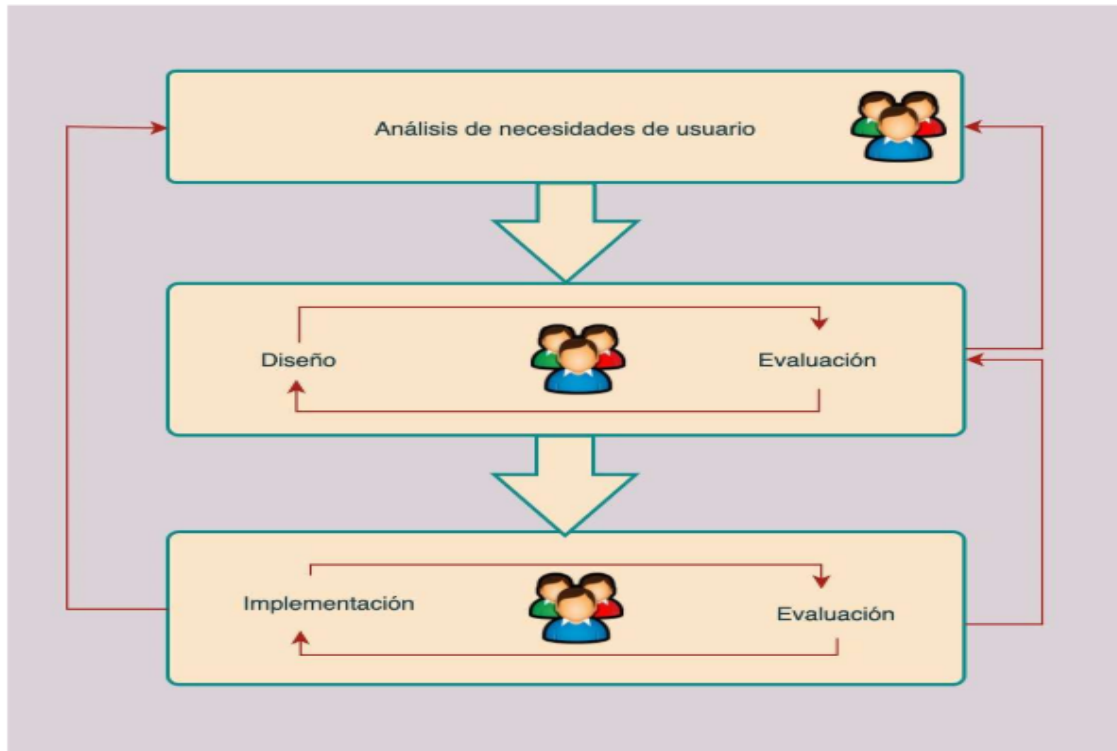 Análisis de necesidades de usuario
Diseño
Evaluación
Implementación
Evaluación